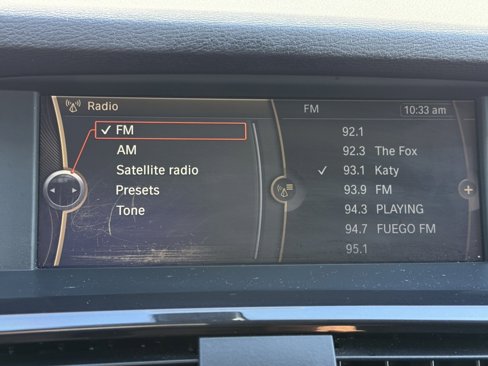 Radio
FM
10:33 am
FM
AM
Satellite radio
Presets
Tone
92.1
92.3 The Fox
93.1 Katy
93.9 FM
94.3 PLAYING
94.7 FUEGO FM
95.1